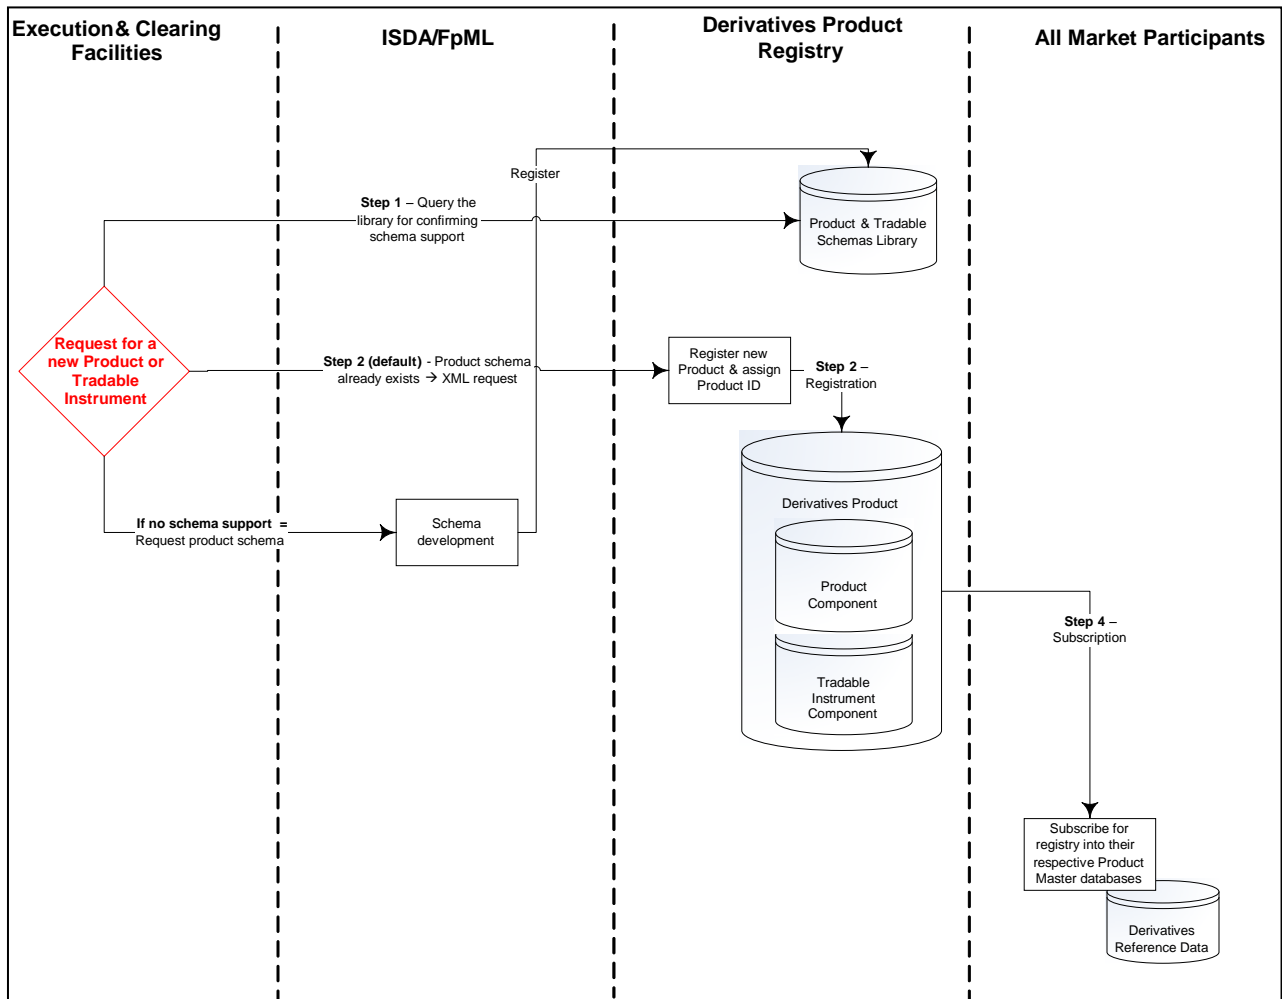 Execution & Clearing
Facilities
ISDA/FpML
Derivatives Product
Registry
All Market Participants
Register
Step 1 – Query the
library for confirming
schema support
Product & Tradable
Schemas Library
Request for a
new Product or
Tradable
Instrument
Step 2 (default) - Product schema
already exists → XML request
Register new
Product & assign
Product ID
Step 2 –
Registration
If no schema support =
Request product schema
Schema
development
Derivatives Product
Product
Component
Tradable
Instrument
Component
Step 4 –
Subscription
Subscribe for
registry into their
respective Product
Master databases
Derivatives
Reference Data